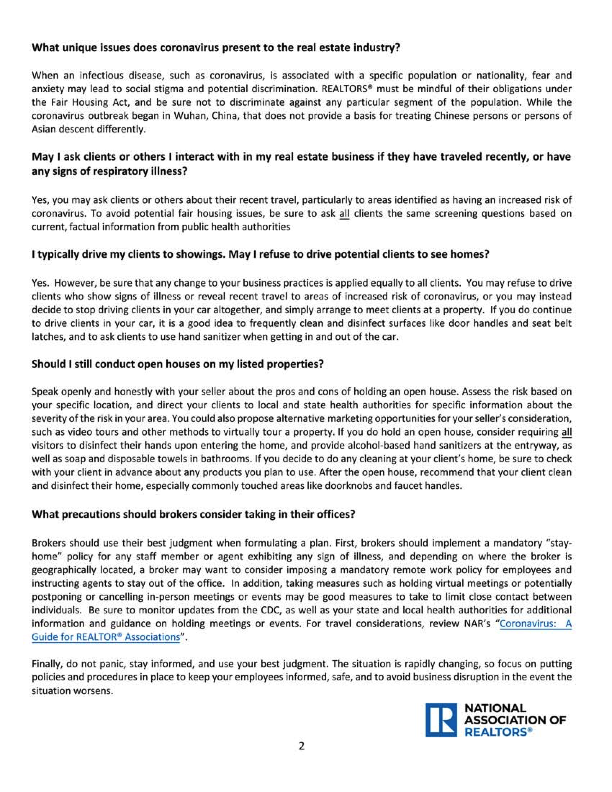 What unique issues does coronavirus present to the real estate industry?
When an infectious disease, such as coronavirus, is associated with a specific population or nationality, fear and
anxiety may lead to social stigma and potential discrimination. REALTORS® must be mindful of their obligations under
the Fair Housing Act, and be sure not to discriminate against any particular segment of the population. While the
coronavirus outbreak began in Wuhan, China, that does not provide a basis for treating Chinese persons or persons of
Asian descent differently.
May I ask clients or others I interact with in my real estate business if they have traveled recently, or have
any signs of respiratory illness?
Yes, you may ask clients or others about their recent travel, particularly to areas identified as having an increased risk of
coronavirus. To avoid potential fair housing issues, be sure to ask all clients the same screening questions based on
current, factual information from public health authorities
I typically drive my clients to showings. May I refuse to drive potential clients to see homes?
Yes. However, be sure that any change to your business practices is applied equally to all clients. You may refuse to drive
clients who show signs of illness or reveal recent travel to areas of increased risk of coronavirus, or you may instead
decide to stop driving clients in your car altogether, and simply arrange to meet clients at a property. If you do continue
to drive clients in your car, it is a good idea to frequently clean and disinfect surfaces like door handles and seat belt
latches, and to ask clients to use hand sanitizer when getting in and out of the car.
Should I still conduct open houses on my listed properties?
Speak openly and honestly with your seller about the pros and cons of holding an open house. Assess the risk based on
your specific location, and direct your clients to local and state health authorities for specific information about the
severity of the risk in your area. You could also propose alternative marketing opportunities for your seller's consideration,
such as video tours and other methods to virtually tour a property. If you do hold an open house, consider requiring all
visitors to disinfect their hands upon entering the home, and provide alcohol-based hand sanitizers at the entryway, as
well as soap and disposable towels in bathrooms. If you decide to do any cleaning at your client's home, be sure to check
with your client in advance about any products you plan to use. After the open house, recommend that your client clean
and disinfect their home, especially commonly touched areas like doorknobs and faucet handles.
What precautions should brokers consider taking in their offices?
Brokers should use their best judgment when formulating a plan. First, brokers should implement a mandatory "stay-
home" policy for any staff member or agent exhibiting any sign of illness, and depending on where the broker is
geographically located, a broker may want to consider imposing a mandatory remote work policy for employees and
instructing agents to stay out of the office. In addition, taking measures such as holding virtual meetings or potentially
postponing or cancelling in-person meetings or events may be good measures to take to limit close contact between
individuals. Be sure to monitor updates from the CDC, as well as your state and local health authorities for additional
information and guidance on holding meetings or events. For travel considerations, review NAR's "Coronavirus: A
Guide for REALTOR® Associations".
Finally, do not panic, stay informed, and use your best judgment. The situation is rapidly changing, so focus on putting
policies and procedures in place to keep your employees informed, safe, and to avoid business disruption in the event the
situation worsens.
NATIONAL
ASSOCIATION OF
REALTORS®
2